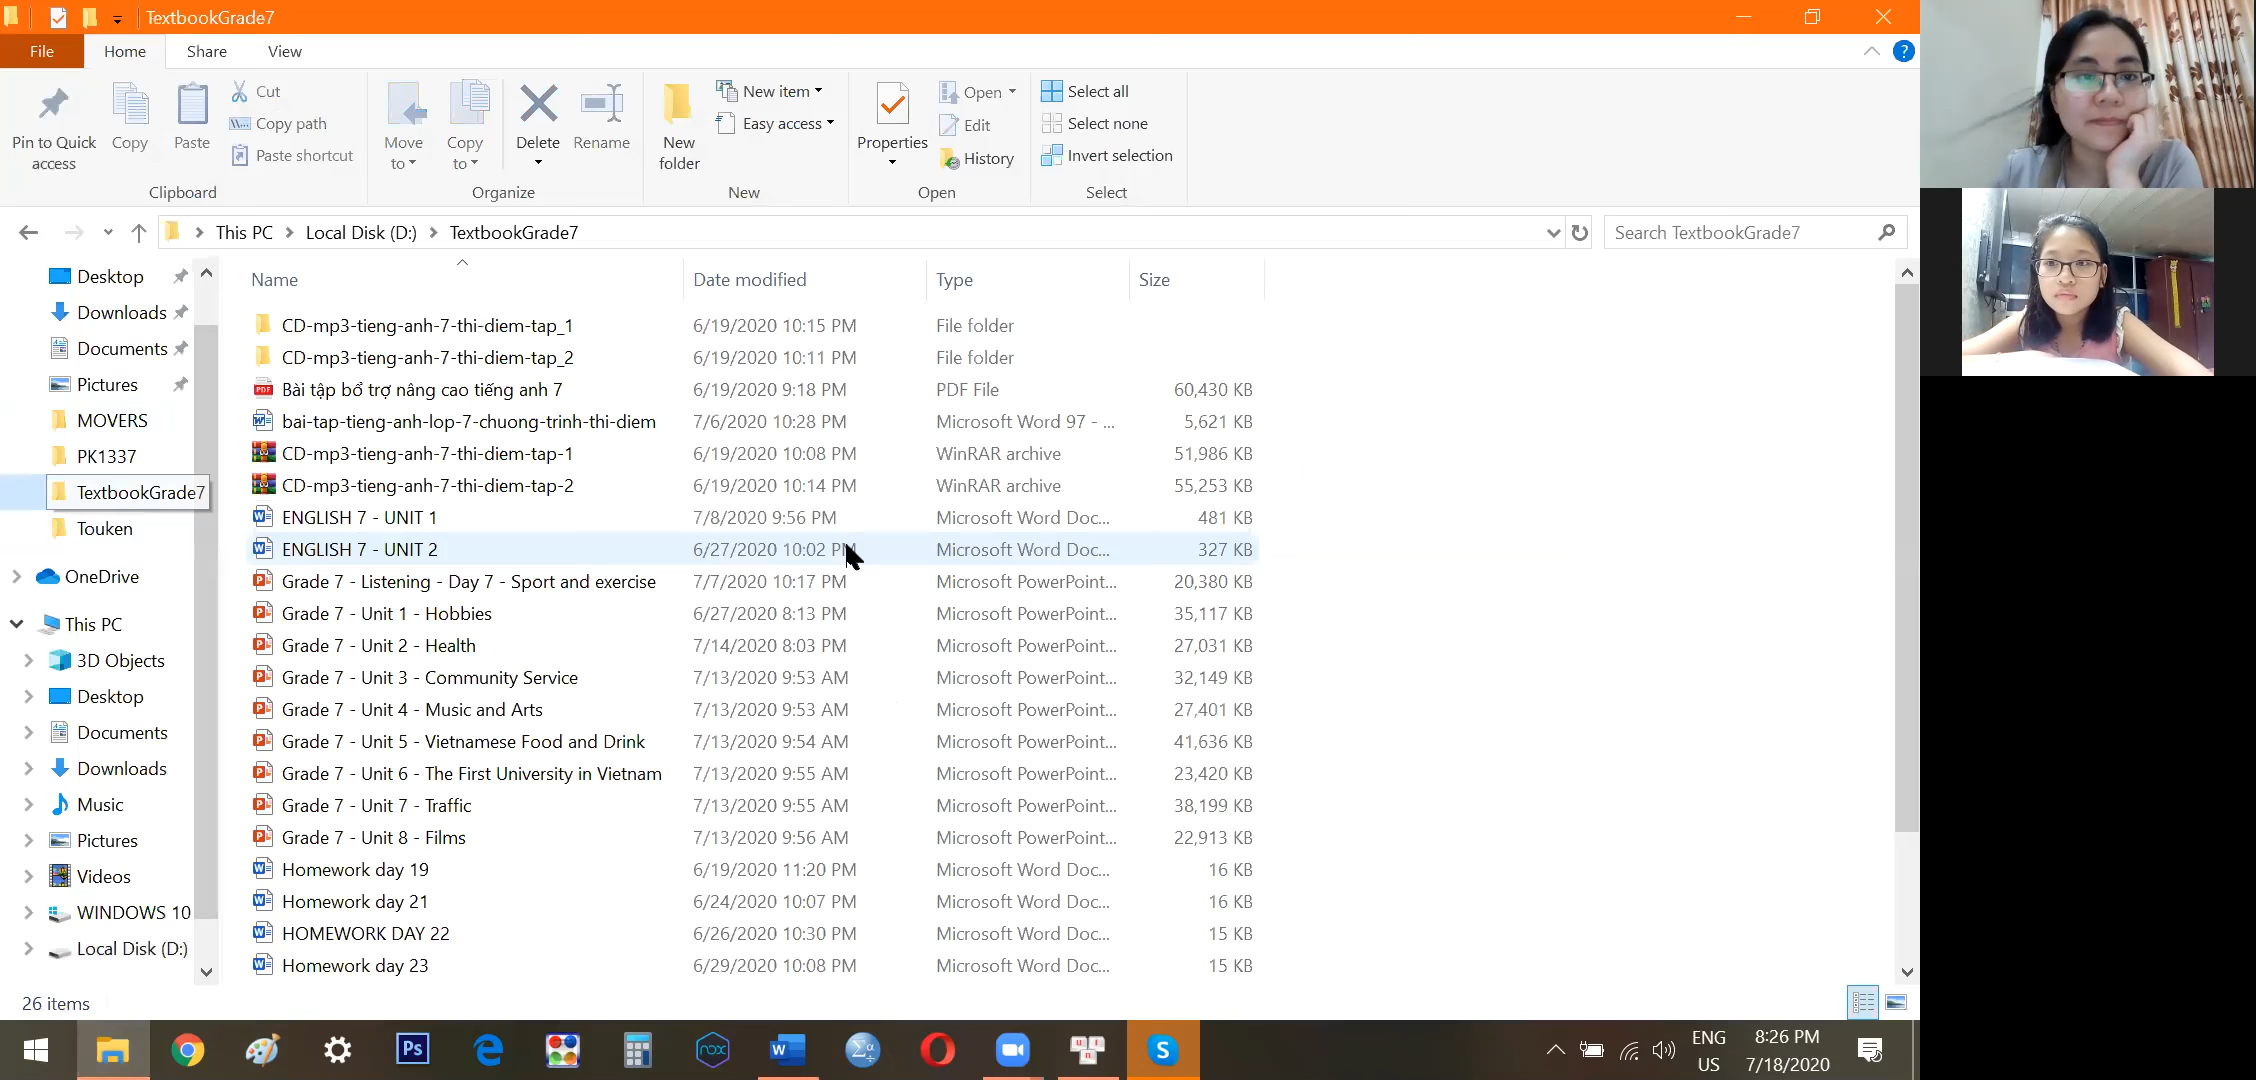 TextbookGrade7
File Home Share View
Pin to Quick access
Copy
Paste
Cut
Copy path
Paste shortcut
Clipboard
Move to
Copy to
Delete
Rename
Organize
New folder
New item
Easy access
New
Properties
Open
Edit
History
Open
Select all
Select none
Invert selection
Select
This PC Local Disk (D:) TextbookGrade7
Search TextbookGrade7
Desktop
Downloads
Documents
Pictures
MOVERS
PK1337
TextbookGrade7
Touken
OneDrive
This PC
3D Objects
Desktop
Documents
Downloads
Music
Pictures
Videos
WINDOWS 10
Local Disk (D:)
Name Date modified Type Size
CD-mp3-tieng-anh-7-thi-diem-tap_1 6/19/2020 10:15 PM File folder
CD-mp3-tieng-anh-7-thi-diem-tap_2 6/19/2020 10:11 PM File folder
Bài tập bổ trợ nâng cao tiếng anh 7 6/19/2020 9:18 PM PDF File 60,430 KB
bai-tap-tieng-anh-lop-7-chuong-trinh-thi-diem 7/6/2020 10:28 PM Microsoft Word 97 - ... 5,621 KB
CD-mp3-tieng-anh-7-thi-diem-tap-1 6/19/2020 10:08 PM WinRAR archive 51,986 KB
CD-mp3-tieng-anh-7-thi-diem-tap-2 6/19/2020 10:14 PM WinRAR archive 55,253 KB
ENGLISH 7 - UNIT 1 7/8/2020 9:56 PM Microsoft Word Doc... 481 KB
ENGLISH 7 - UNIT 2 6/27/2020 10:02 PM Microsoft Word Doc... 327 KB
Grade 7 - Listening - Day 7 - Sport and exercise 7/7/2020 10:17 PM Microsoft PowerPoint... 20,380 KB
Grade 7 - Unit 1 - Hobbies 6/27/2020 8:13 PM Microsoft PowerPoint... 35,117 KB
Grade 7 - Unit 2 - Health 7/14/2020 8:03 PM Microsoft PowerPoint... 27,031 KB
Grade 7 - Unit 3 - Community Service 7/13/2020 9:53 AM Microsoft PowerPoint... 32,149 KB
Grade 7 - Unit 4 - Music and Arts 7/13/2020 9:53 AM Microsoft PowerPoint... 27,401 KB
Grade 7 - Unit 5 - Vietnamese Food and Drink 7/13/2020 9:54 AM Microsoft PowerPoint... 41,636 KB
Grade 7 - Unit 6 - The First University in Vietnam 7/13/2020 9:55 AM Microsoft PowerPoint... 23,420 KB
Grade 7 - Unit 7 - Traffic 7/13/2020 9:55 AM Microsoft PowerPoint... 38,199 KB
Grade 7 - Unit 8 - Films 7/13/2020 9:56 AM Microsoft PowerPoint... 22,913 KB
Homework day 19 6/19/2020 11:20 PM Microsoft Word Doc... 16 KB
Homework day 21 6/24/2020 10:07 PM Microsoft Word Doc... 16 KB
HOMEWORK DAY 22 6/26/2020 10:30 PM Microsoft Word Doc... 15 KB
Homework day 23 6/29/2020 10:08 PM Microsoft Word Doc... 15 KB
26 items
ENG 8:26 PM
US 7/18/2020